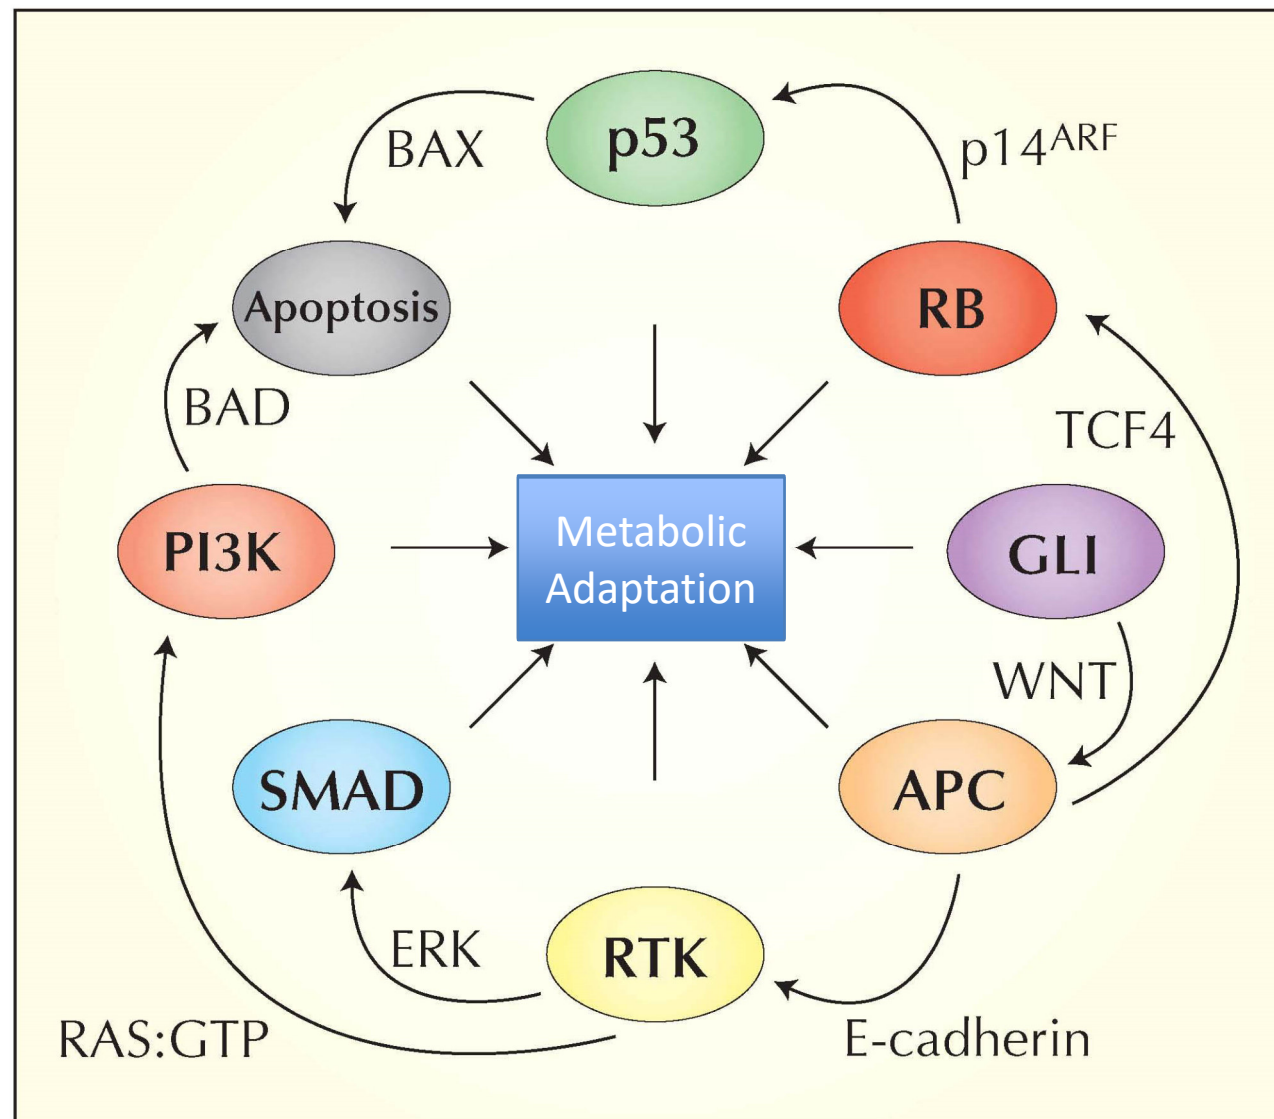 p53
BAX
p14ARF
Apoptosis
RB
BAD
TCF4
PI3K
Metabolic
Adaptation
GLI
WNT
SMAD
APC
ERK
RTK
RAS:GTP
E-cadherin